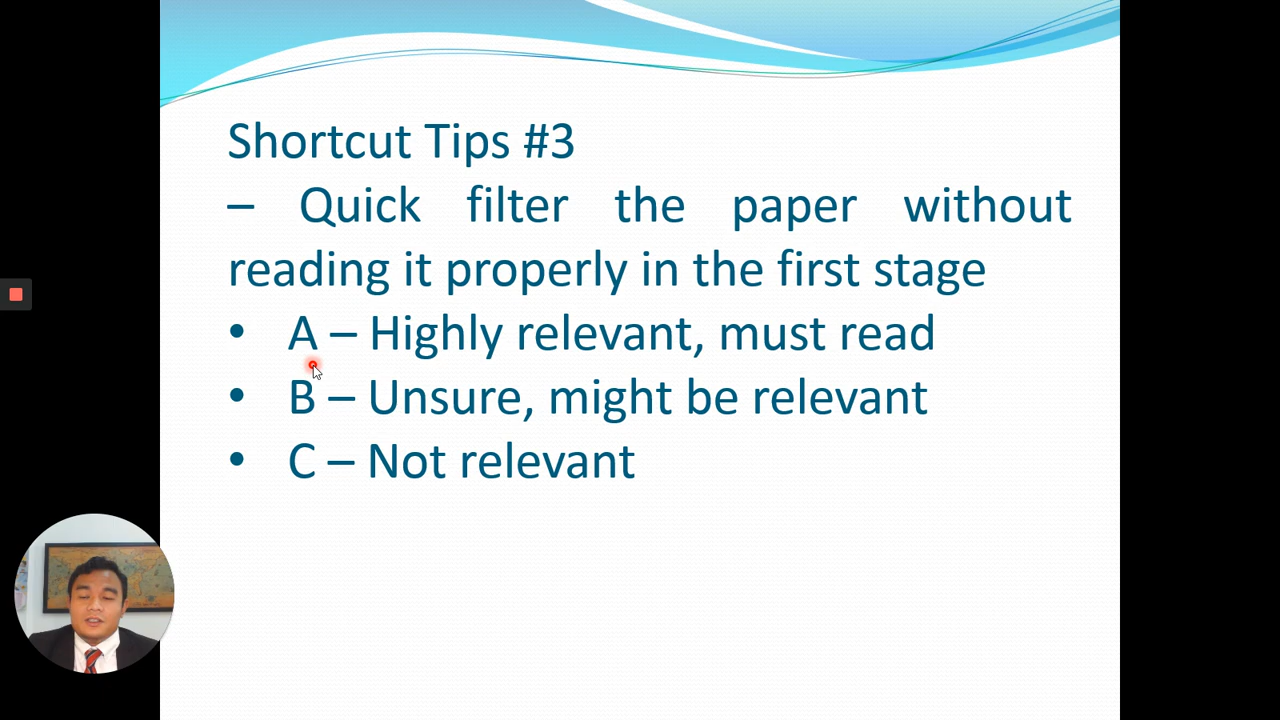 Shortcut Tips #3
– Quick filter the paper without
reading it properly in the first stage
• A – Highly relevant, must read
• B – Unsure, might be relevant
• C – Not relevant